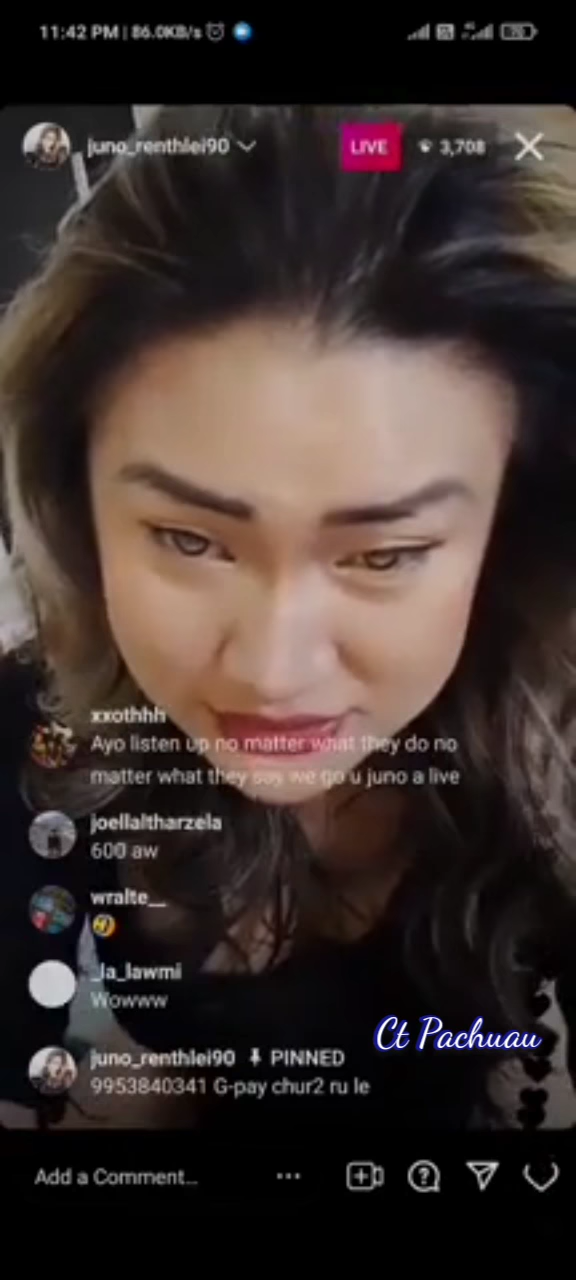 11:42 PM | 86.0KB/s
juno_renthlei90
LIVE
3,708
xxothhh
Ayo listen up no matter what they do no
matter what they say we go u juno a live
joellaltharzela
600 aw
wralte__
_la_lawmi
Wowww
Ct Pachuau
juno_renthlei90 PINNED
9953840341 G-pay chur2 ru le
Add a Comment...